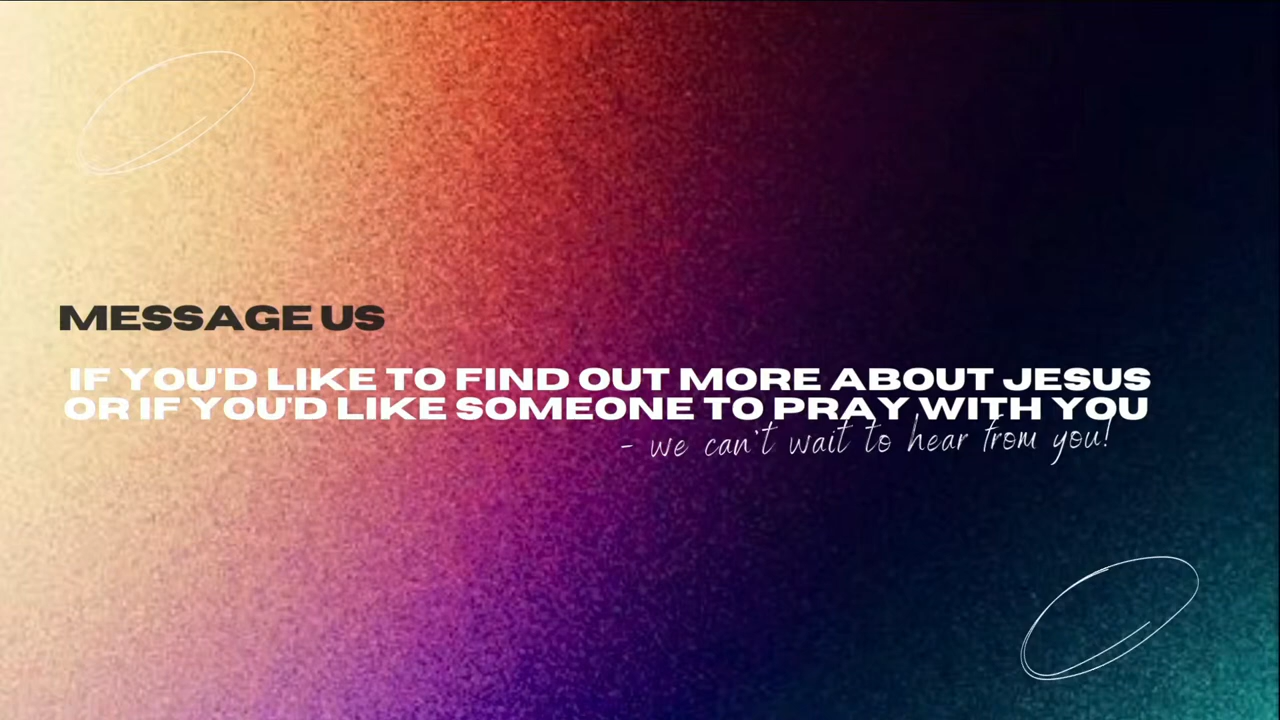 MESSAGE US
IF YOU'D LIKE TO FIND OUT MORE ABOUT JESUS
OR IF YOU'D LIKE SOMEONE TO PRAY WITH YOU
- we can't wait to hear from you!